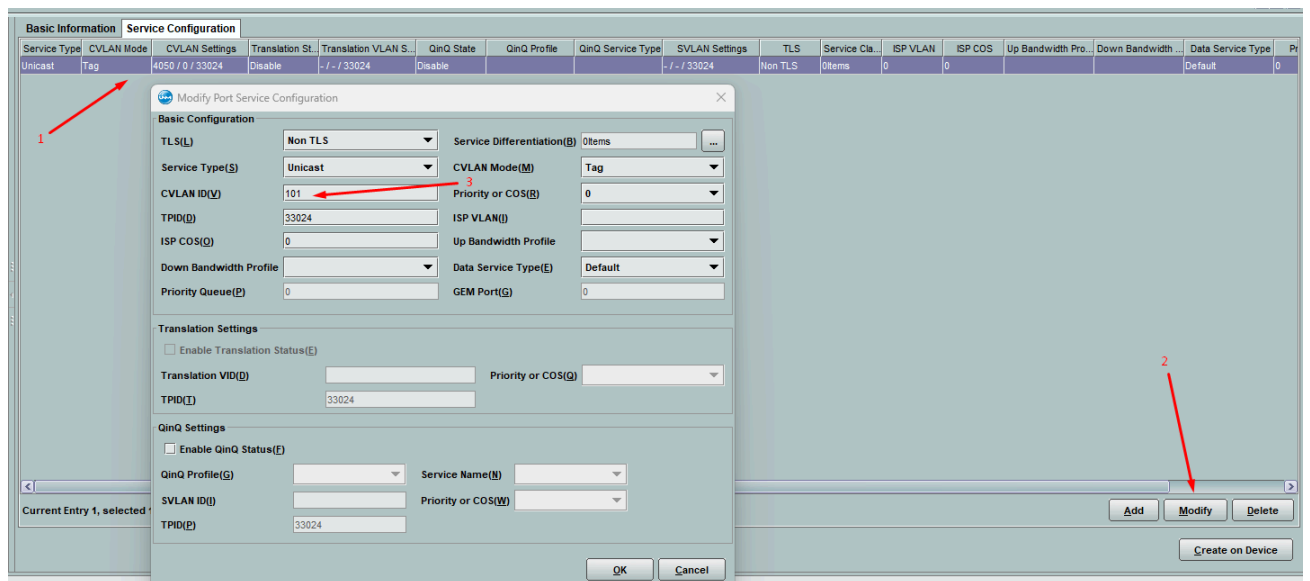 Basic Information Service Configuration
Service Type CVLAN Mode CVLAN Settings Translation St... Translation VLAN S... QinQ State QinQ Profile QinQ Service Type SVLAN Settings TLS Service Cla... ISP VLAN ISP COS Up Bandwidth Pro... Down Bandwidth ... Data Service Type Pr
Unicast Tag 4050 / 0 / 33024 Disable - / - / 33024 Disable - / - / 33024 Non TLS 0Items 0 0 Default 0
1
Modify Port Service Configuration
Basic Configuration
TLS(L) Non TLS Service Differentiation(B) 0Items ...
Service Type(S) Unicast CVLAN Mode(M) Tag
3
CVLAN ID(V) 101 Priority or COS(R) 0
TPID(D) 33024 ISP VLAN(I)
ISP COS(O) 0 Up Bandwidth Profile
Down Bandwidth Profile Data Service Type(E) Default
Priority Queue(P) 0 GEM Port(G) 0
Translation Settings
Enable Translation Status(E)
2
Translation VID(D) Priority or COS(Q)
TPID(T) 33024
QinQ Settings
Enable QinQ Status(F)
QinQ Profile(G) Service Name(N)
SVLAN ID(I) Priority or COS(W)
Current Entry 1, selected Add Modify Delete
TPID(P) 33024
Create on Device
OK Cancel